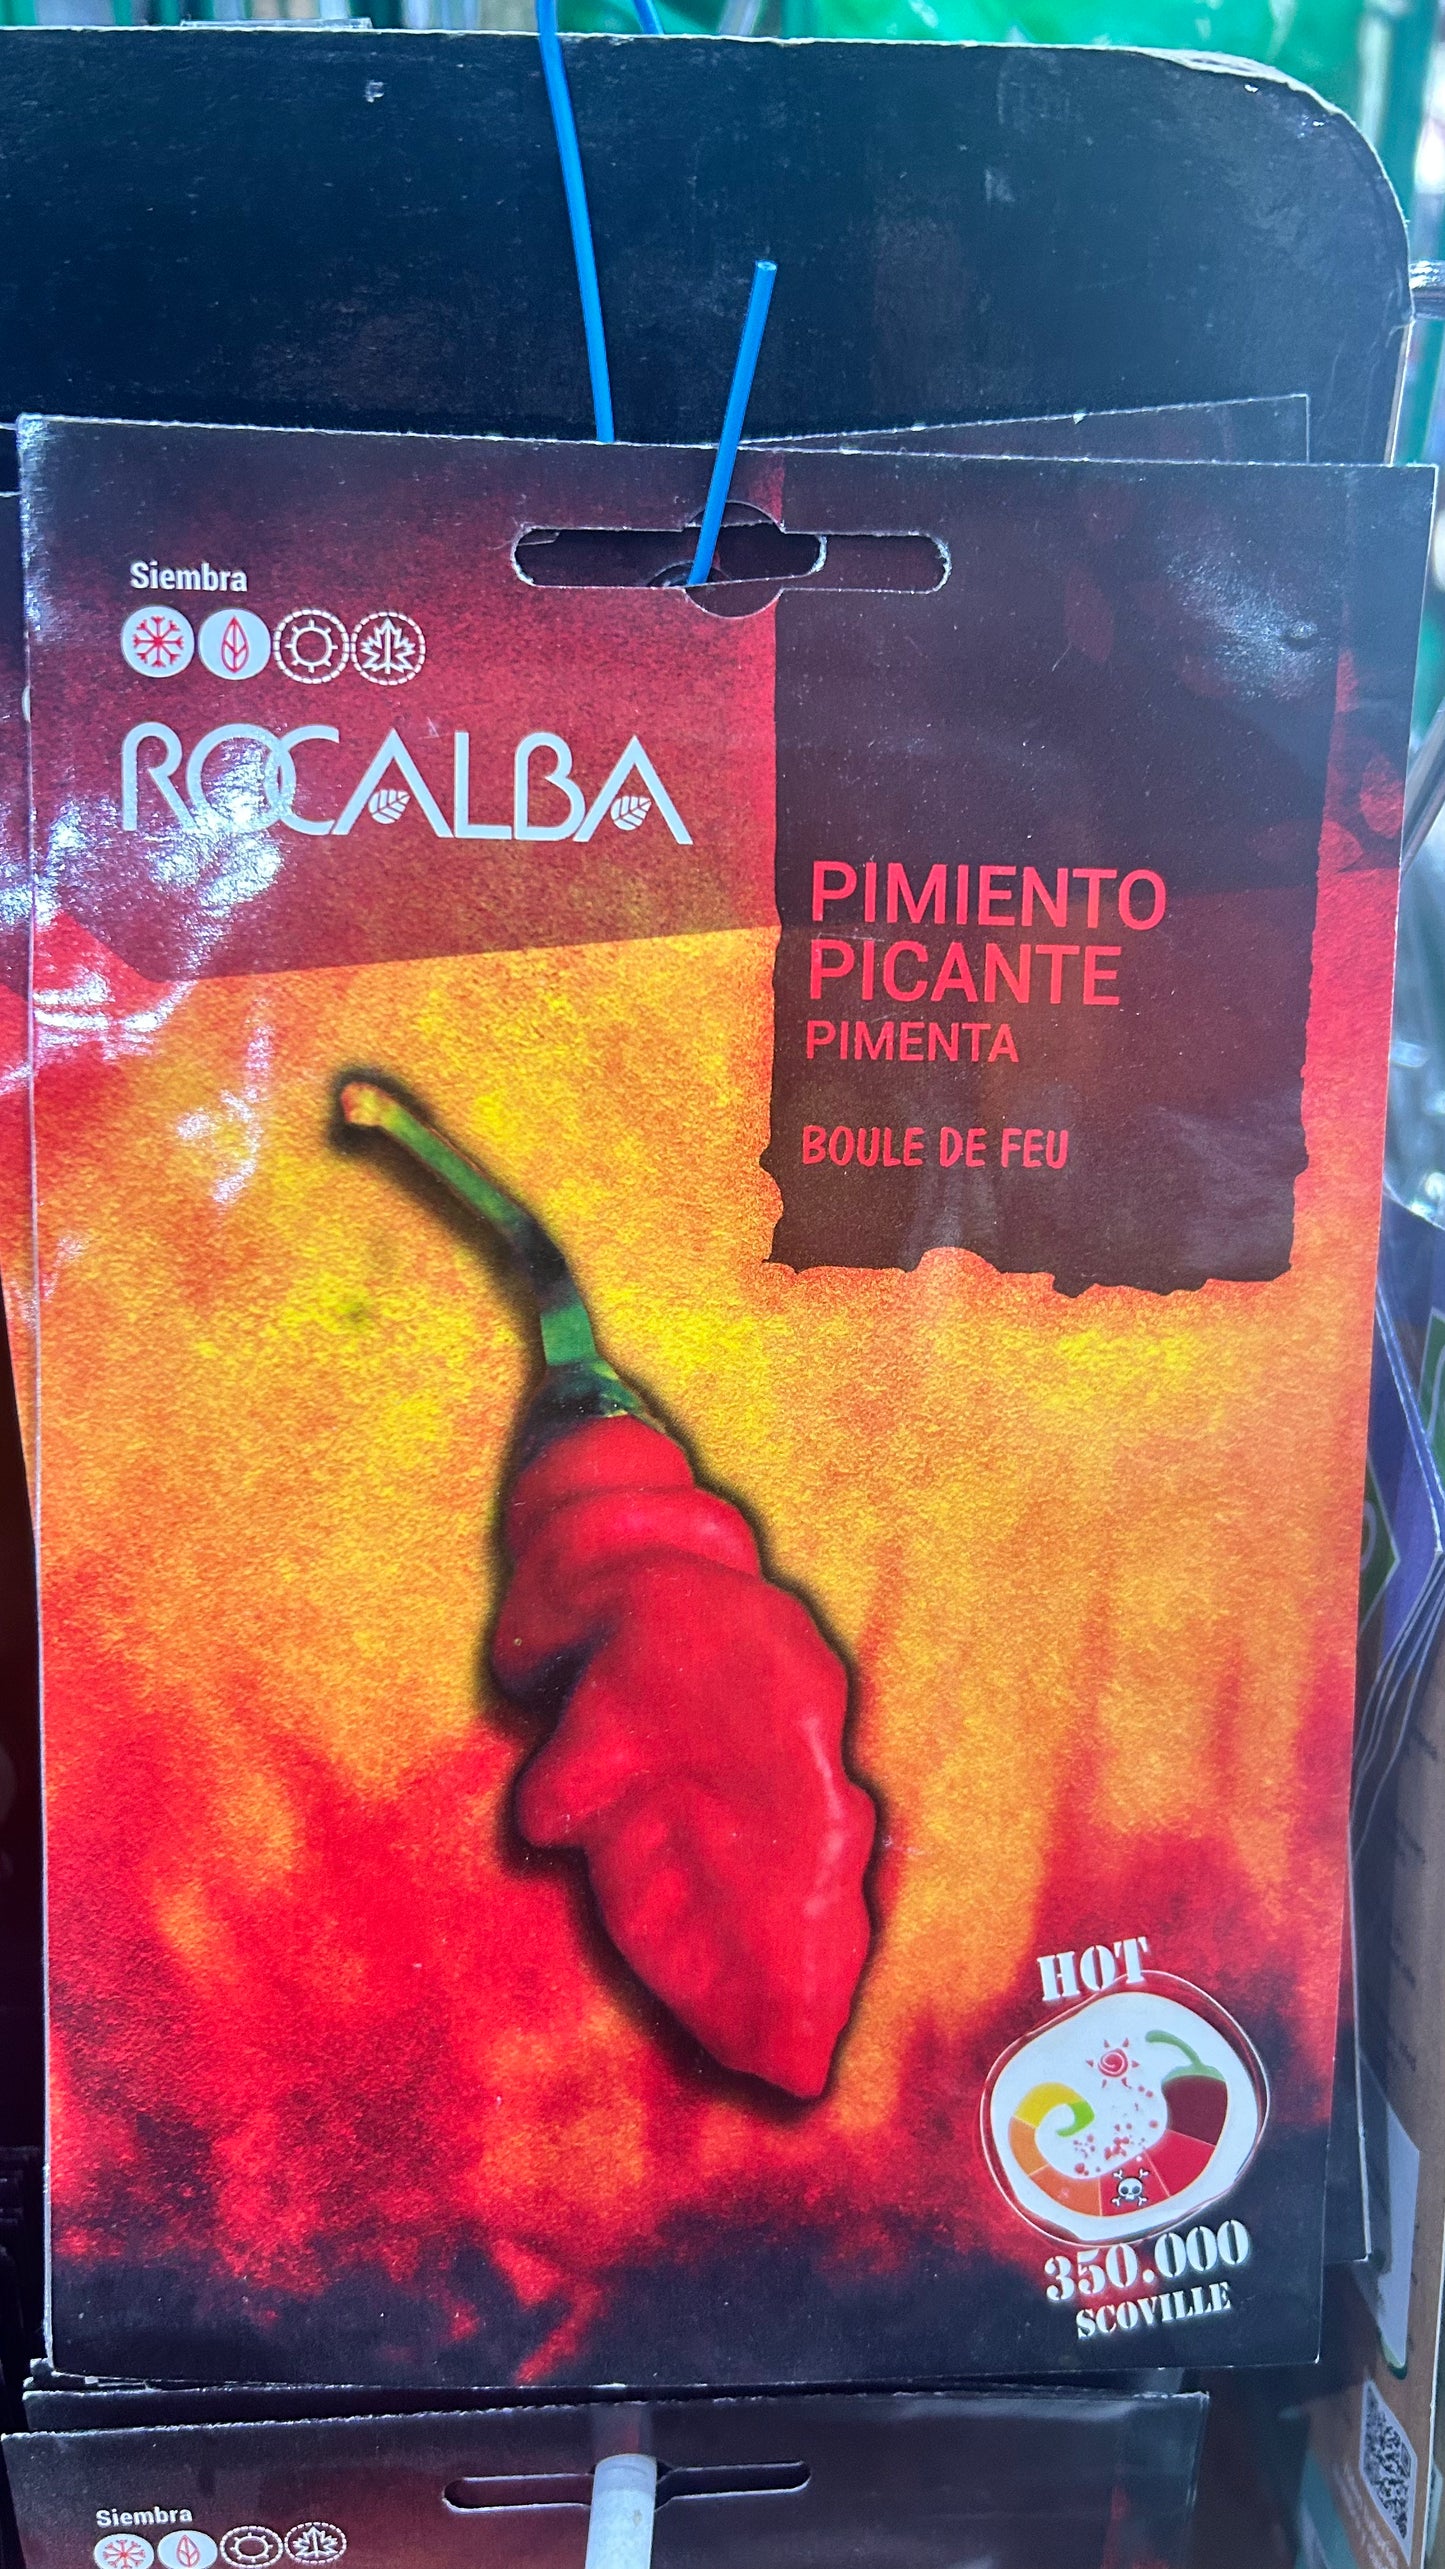 Siembra
ROCALBA
PIMIENTO
PICANTE
PIMENTA
BOULE DE FEU
HOT
350.000
SCOVILLE
Siembra